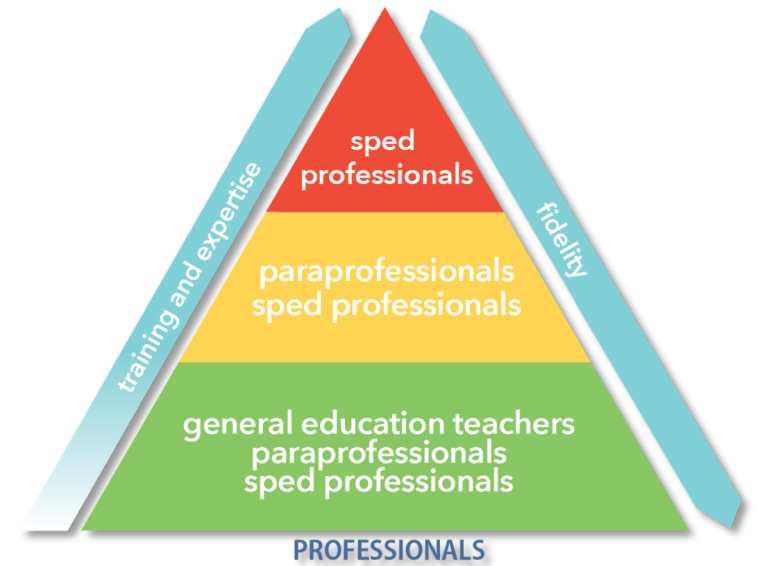 sped
professionals
training and expertise
fidelity
paraprofessionals
sped professionals
general education teachers
paraprofessionals
sped professionals
PROFESSIONALS